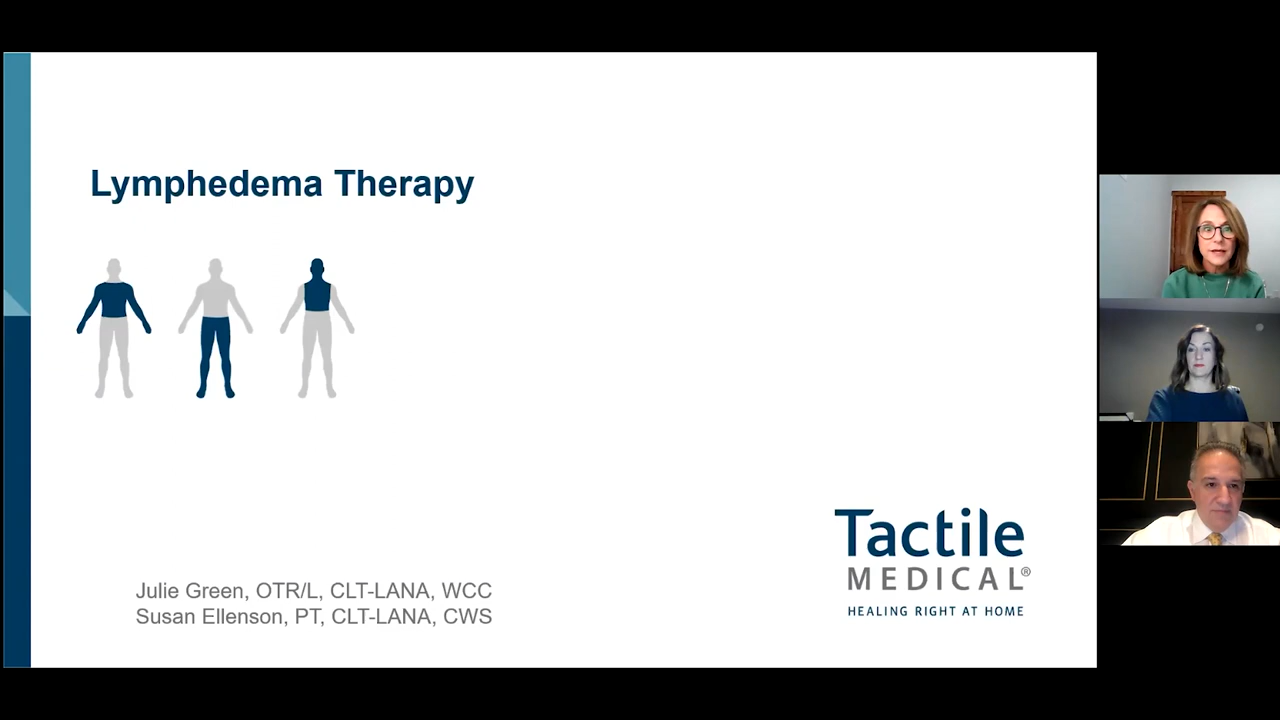 Lymphedema Therapy
Julie Green, OTR/L, CLT-LANA, WCC
Susan Ellenson, PT, CLT-LANA, CWS
Tactile
MEDICAL®
HEALING RIGHT AT HOME